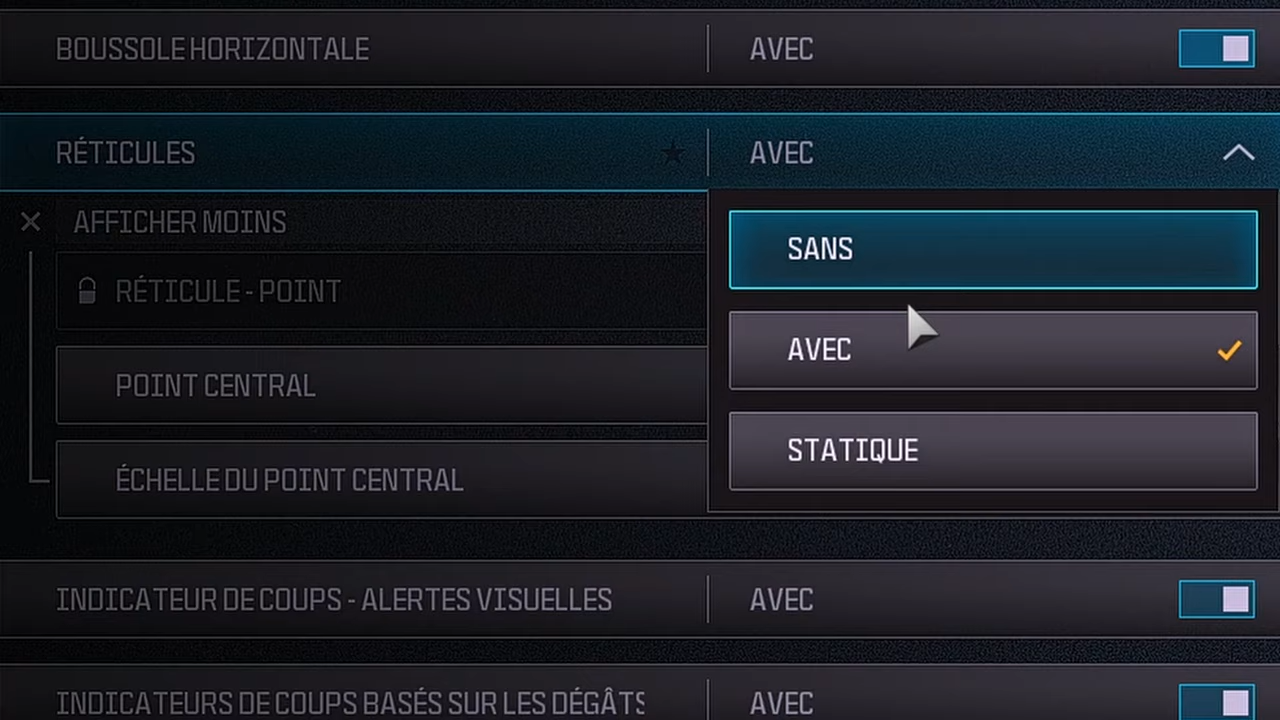 BOUSSOLE HORIZONTALE
AVEC
RÉTICULES
AVEC
AFFICHER MOINS
SANS
RÉTICULE - POINT
AVEC
POINT CENTRAL
STATIQUE
ÉCHELLE DU POINT CENTRAL
INDICATEUR DE COUPS - ALERTES VISUELLES
AVEC
INDICATEURS DE COUPS BASÉS SUR LES DÉGÂTS
AVEC